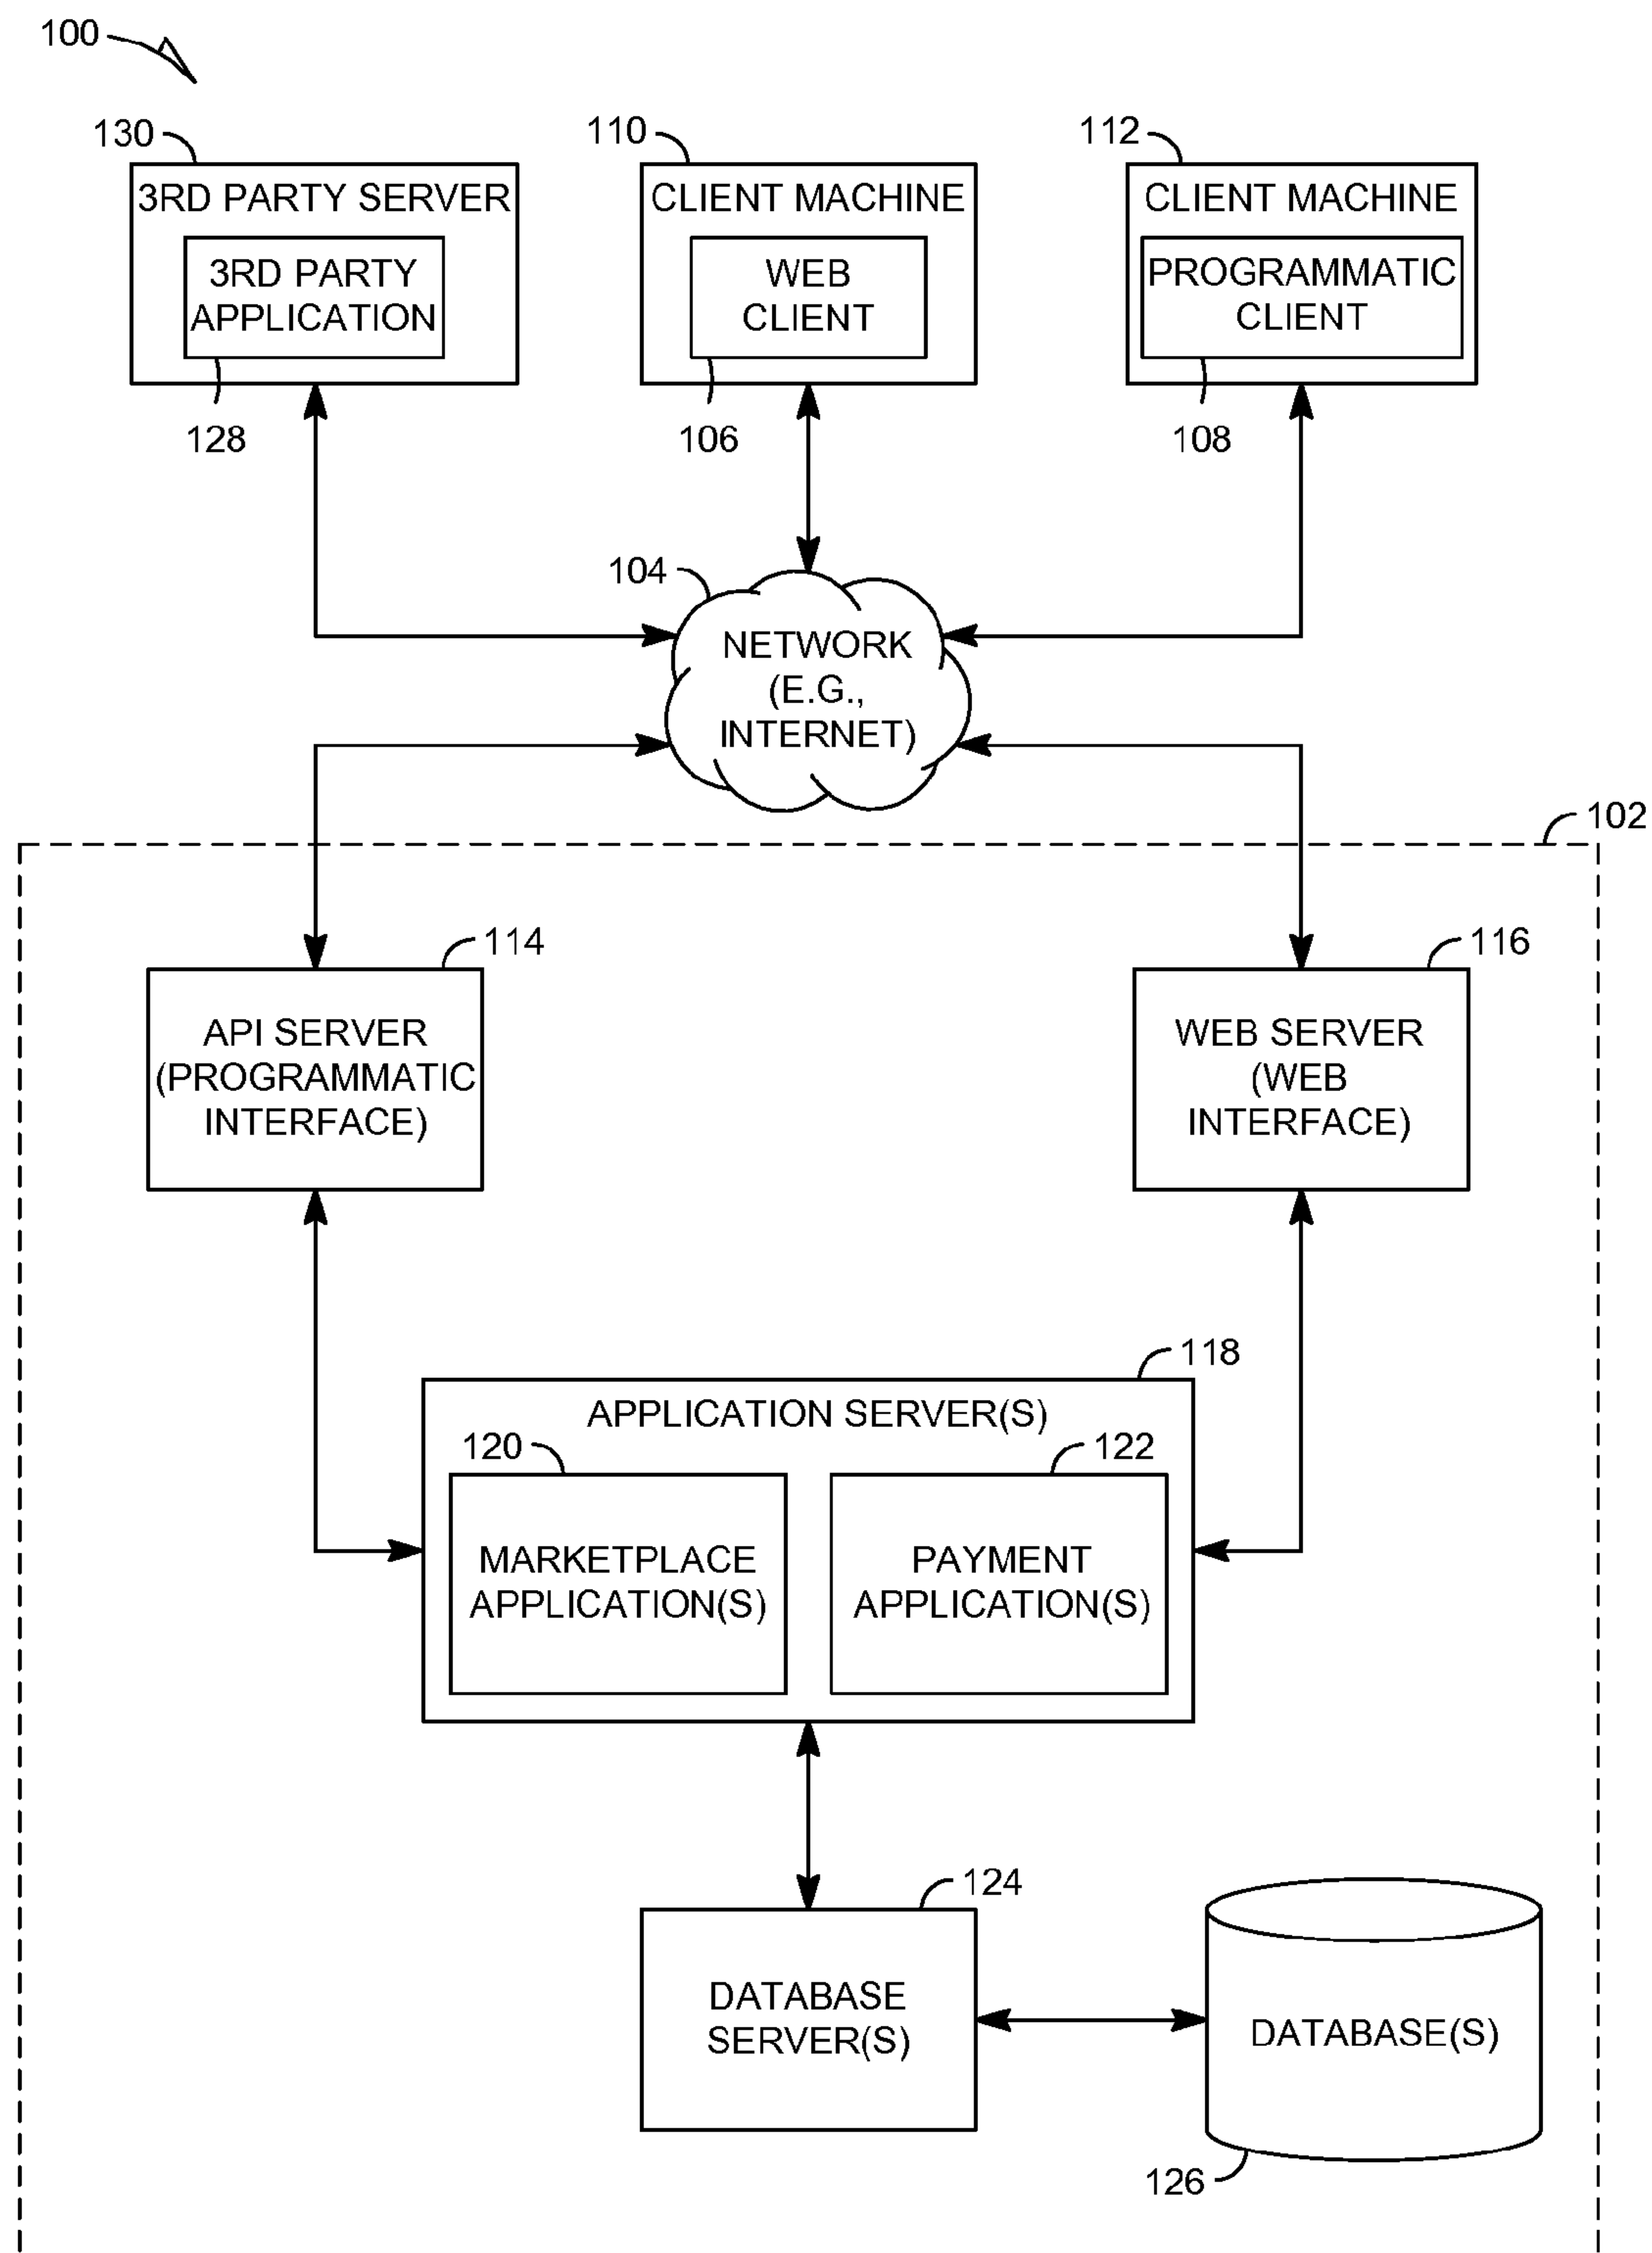 100
130
110
112
3RD PARTY SERVER
CLIENT MACHINE
CLIENT MACHINE
3RD PARTY
APPLICATION
WEB
CLIENT
PROGRAMMATIC
CLIENT
128
106
108
104
NETWORK
(E.G.,
INTERNET)
102
114
116
API SERVER
(PROGRAMMATIC
INTERFACE)
WEB SERVER
(WEB
INTERFACE)
118
APPLICATION SERVER(S)
120
122
MARKETPLACE
APPLICATION(S)
PAYMENT
APPLICATION(S)
124
DATABASE
SERVER(S)
DATABASE(S)
126